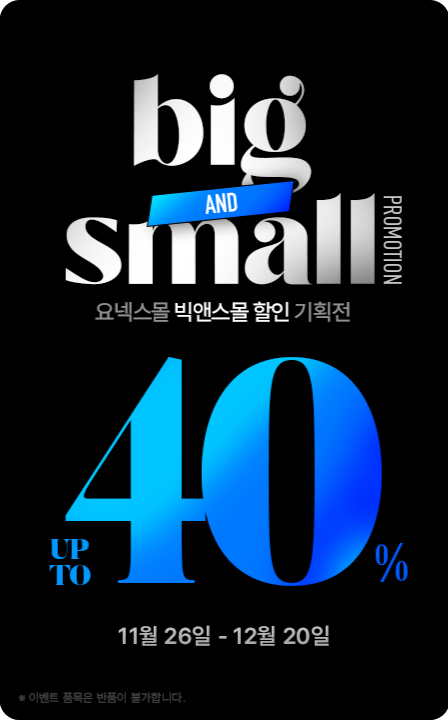 big
AND
small
PROMOTION
요넥스몰 빅앤스몰 할인 기획전
UP TO 40%
11월 26일 - 12월 20일
※ 이벤트 품목은 반품이 불가합니다.